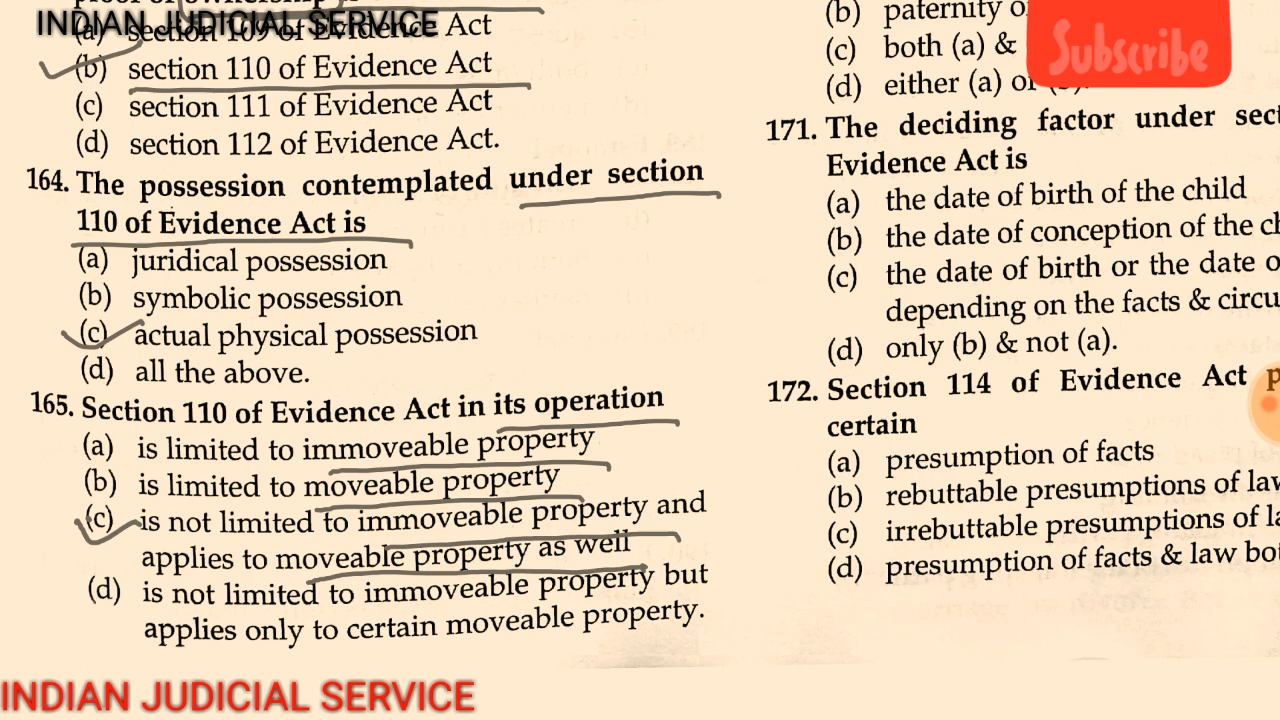 INDIAN JUDICIAL SERVICE
(a) section 109 of Evidence Act
(b) section 110 of Evidence Act
(c) section 111 of Evidence Act
(d) section 112 of Evidence Act.
164. The possession contemplated under section
110 of Evidence Act is
(a) juridical possession
(b) symbolic possession
(c) actual physical possession
(d) all the above.
165. Section 110 of Evidence Act in its operation
(a) is limited to immoveable property
(b) is limited to moveable property
(c) is not limited to immoveable property and
applies to moveable property as well
(d) is not limited to immoveable property but
applies only to certain moveable property.
(b) paternity
(c) both (a) &
(d) either (a) or
Subscribe
171. The deciding factor under
Evidence Act is
(a) the date of birth of the child
(b) the date of conception of the
(c) the date of birth or the date
depending on the facts &
(d) only (b) & not (a).
172. Section 114 of Evidence Act
certain
(a) presumption of facts
(b) rebuttable presumptions of
(c) irrebuttable presumptions of
(d) presumption of facts & law
INDIAN JUDICIAL SERVICE